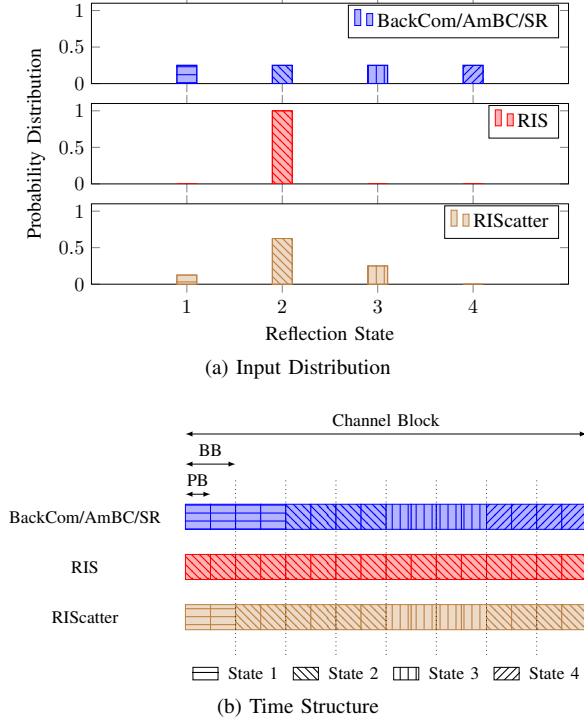 1
0.5
0
BackCom/AmBC/SR
1
0.5
0
RIS
Probability Distribution
1
0.5
0
RIScatter
1 2 3 4
Reflection State
(a) Input Distribution
Channel Block
BB
PB
BackCom/AmBC/SR
RIS
RIScatter
State 1 State 2 State 3 State 4
(b) Time Structure